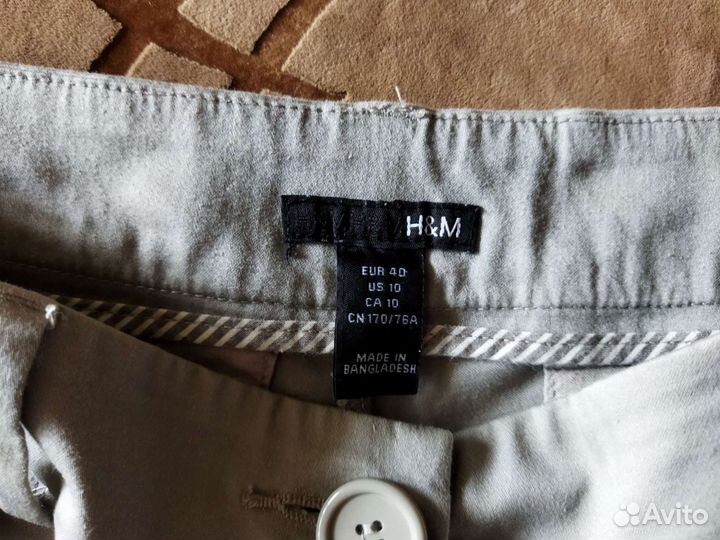 H&M
EUR 40
US 10
CA 10
CN 170/76A
MADE IN
BANGLADESH
Avito